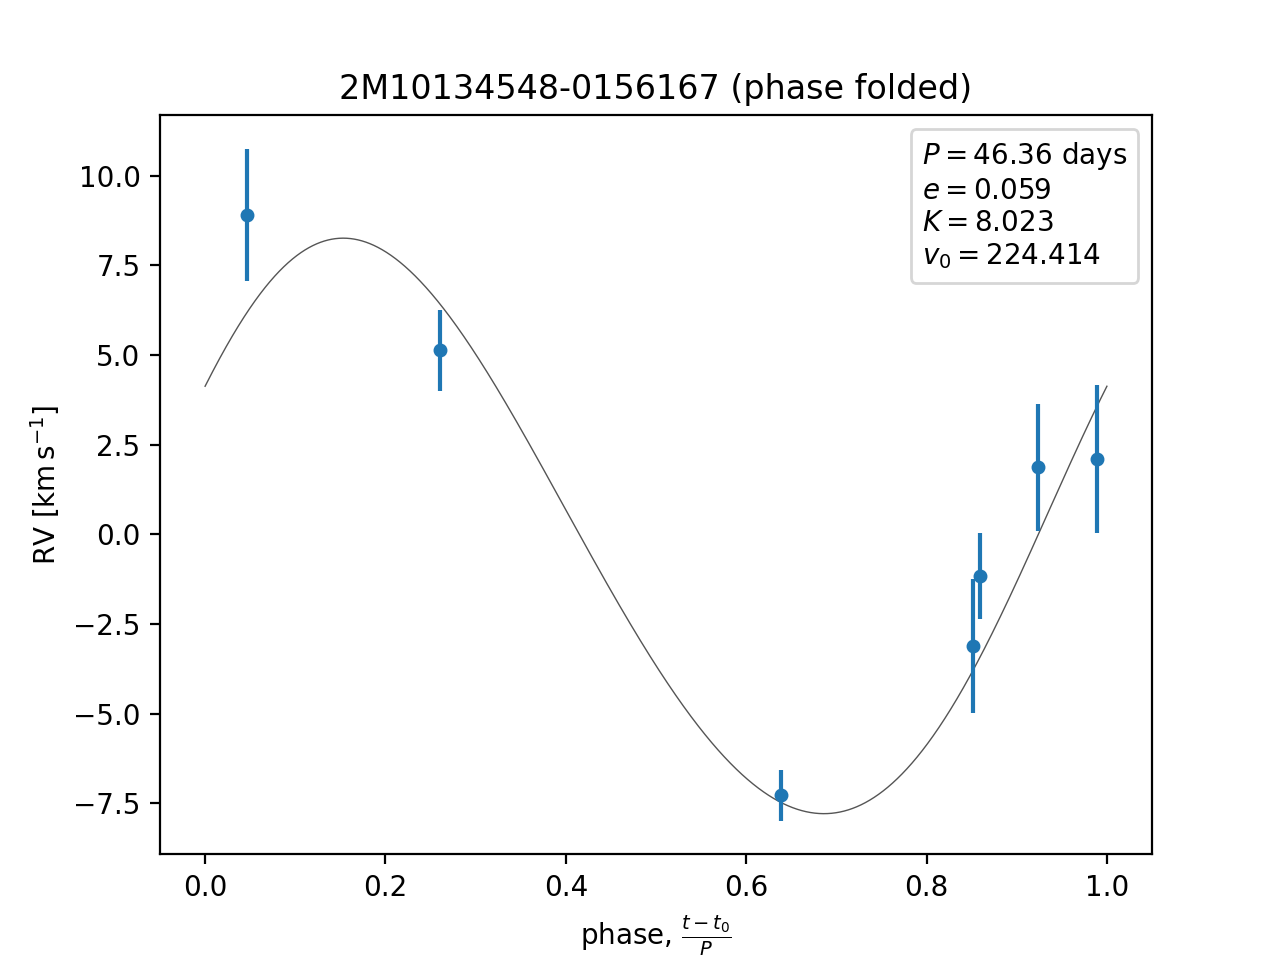 2M10134548-0156167 (phase folded)
P = 46.36 days
e = 0.059
K = 8.023
v₀ = 224.414
10.0
7.5
5.0
2.5
0.0
−2.5
−5.0
−7.5
RV [km s⁻¹]
0.0 0.2 0.4 0.6 0.8 1.0
phase, (t − t₀)/P